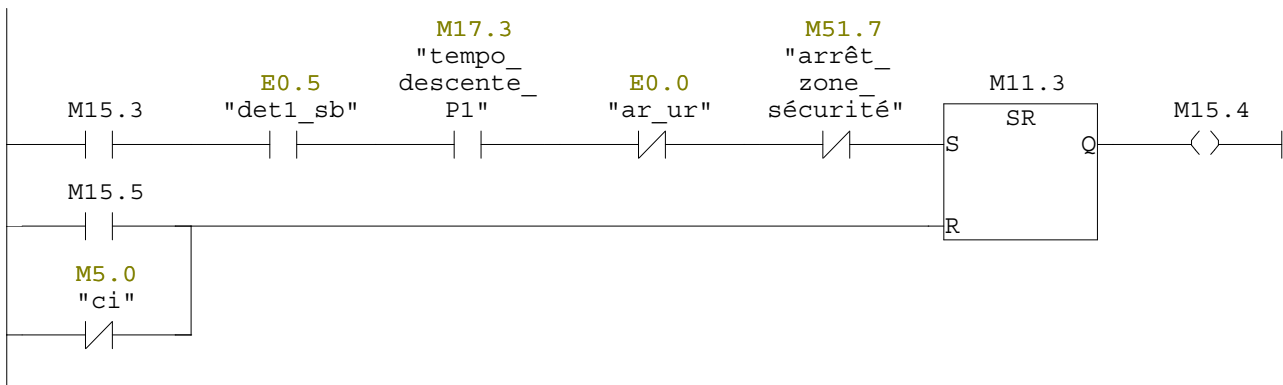 M17.3
M51.7
"tempo_
"arrêt_
E0.5
descente_
E0.0
zone_
M11.3
M15.3
"det1_sb"
P1"
"ar_ur"
sécurité"
SR
M15.4
S
Q
M15.5
R
M5.0
"ci"